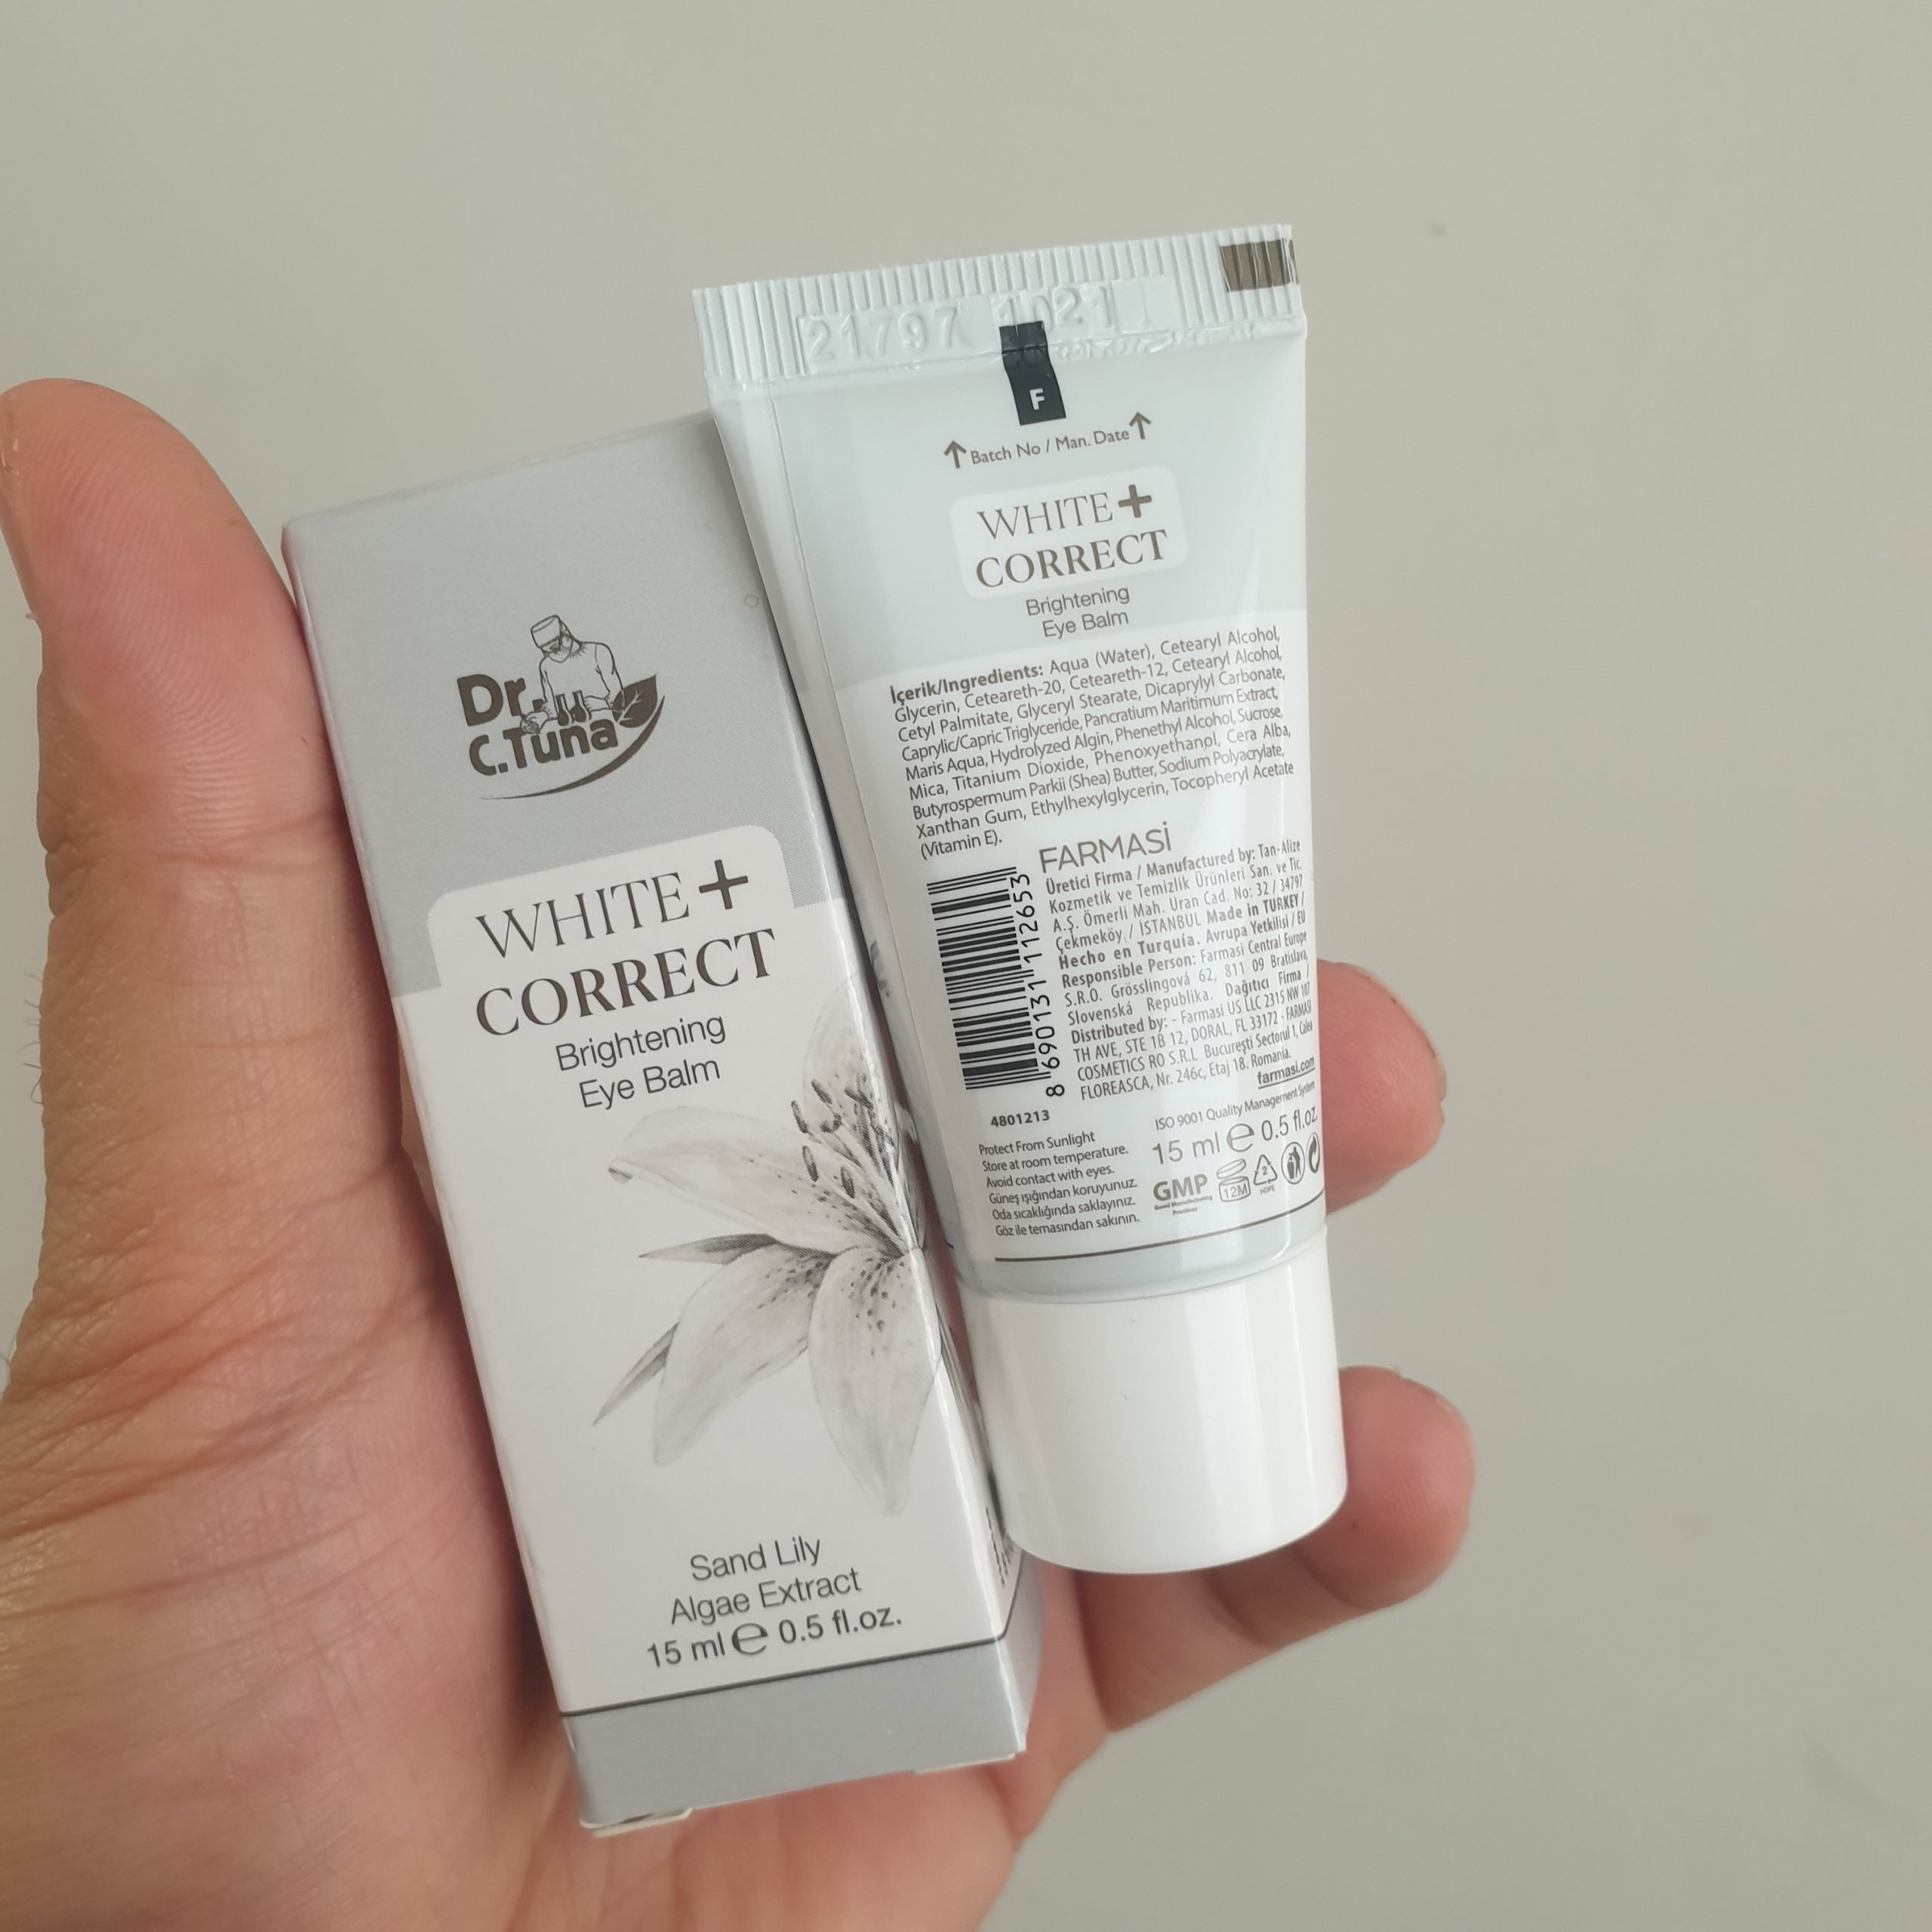 Dr.
C.Tuna
WHITE +
CORRECT
Brightening
Eye Balm
Sand Lily
Algae Extract
15 ml ℮ 0.5 fl.oz.
21797 1021
F
↑ Batch No / Man. Date ↑
WHITE +
CORRECT
Brightening
Eye Balm
İçerik/Ingredients: Aqua (Water), Cetearyl Alcohol,
Glycerin, Ceteareth-20, Ceteareth-12, Cetearyl Alcohol,
Cetyl Palmitate, Glyceryl Stearate, Dicaprylyl Carbonate,
Caprylic/Capric Triglyceride, Pancratium Maritimum Extract,
Maris Aqua, Hydrolyzed Algin, Phenethyl Alcohol, Sucrose,
Mica, Titanium Dioxide, Phenoxyethanol, Cera Alba,
Butyrospermum Parkii (Shea) Butter, Sodium Polyacrylate,
Xanthan Gum, Ethylhexylglycerin, Tocopheryl Acetate
(Vitamin E).
FARMASİ
Üretici Firma / Manufactured by: Tan-Alize
Kozmetik ve Temizlik Ürünleri San. ve Tic.
A.Ş. Ömerli Mah. Uran Cad. No: 32 / 34797
Çekmeköy / İSTANBUL Made in TURKEY /
Hecho en Turquía. Avrupa Yetkilisi / EU
Responsible Person: Farmasi Central Europe
S.R.O. Grösslingová 62, 811 09 Bratislava,
Slovenská Republika. Dağıtıcı Firma /
Distributed by: - Farmasi US LLC 2315 NW 107
TH AVE, STE 1B 12, DORAL, FL 33172 - FARMASI
COSMETICS RO S.R.L Bucureşti Sectorul 1, Calea
FLOREASCA, Nr. 246c, Etaj 18. Romania.
farmasi.com
8 690131 112653
4801213
ISO 9001 Quality Management System
15 ml ℮ 0.5 fl.oz.
Protect From Sunlight
Store at room temperature.
Avoid contact with eyes.
Güneş ışığından koruyunuz.
Oda sıcaklığında saklayınız.
Göz ile temasından sakının.
GMP
Good Manufacturing
Practices
12M
2
HDPE